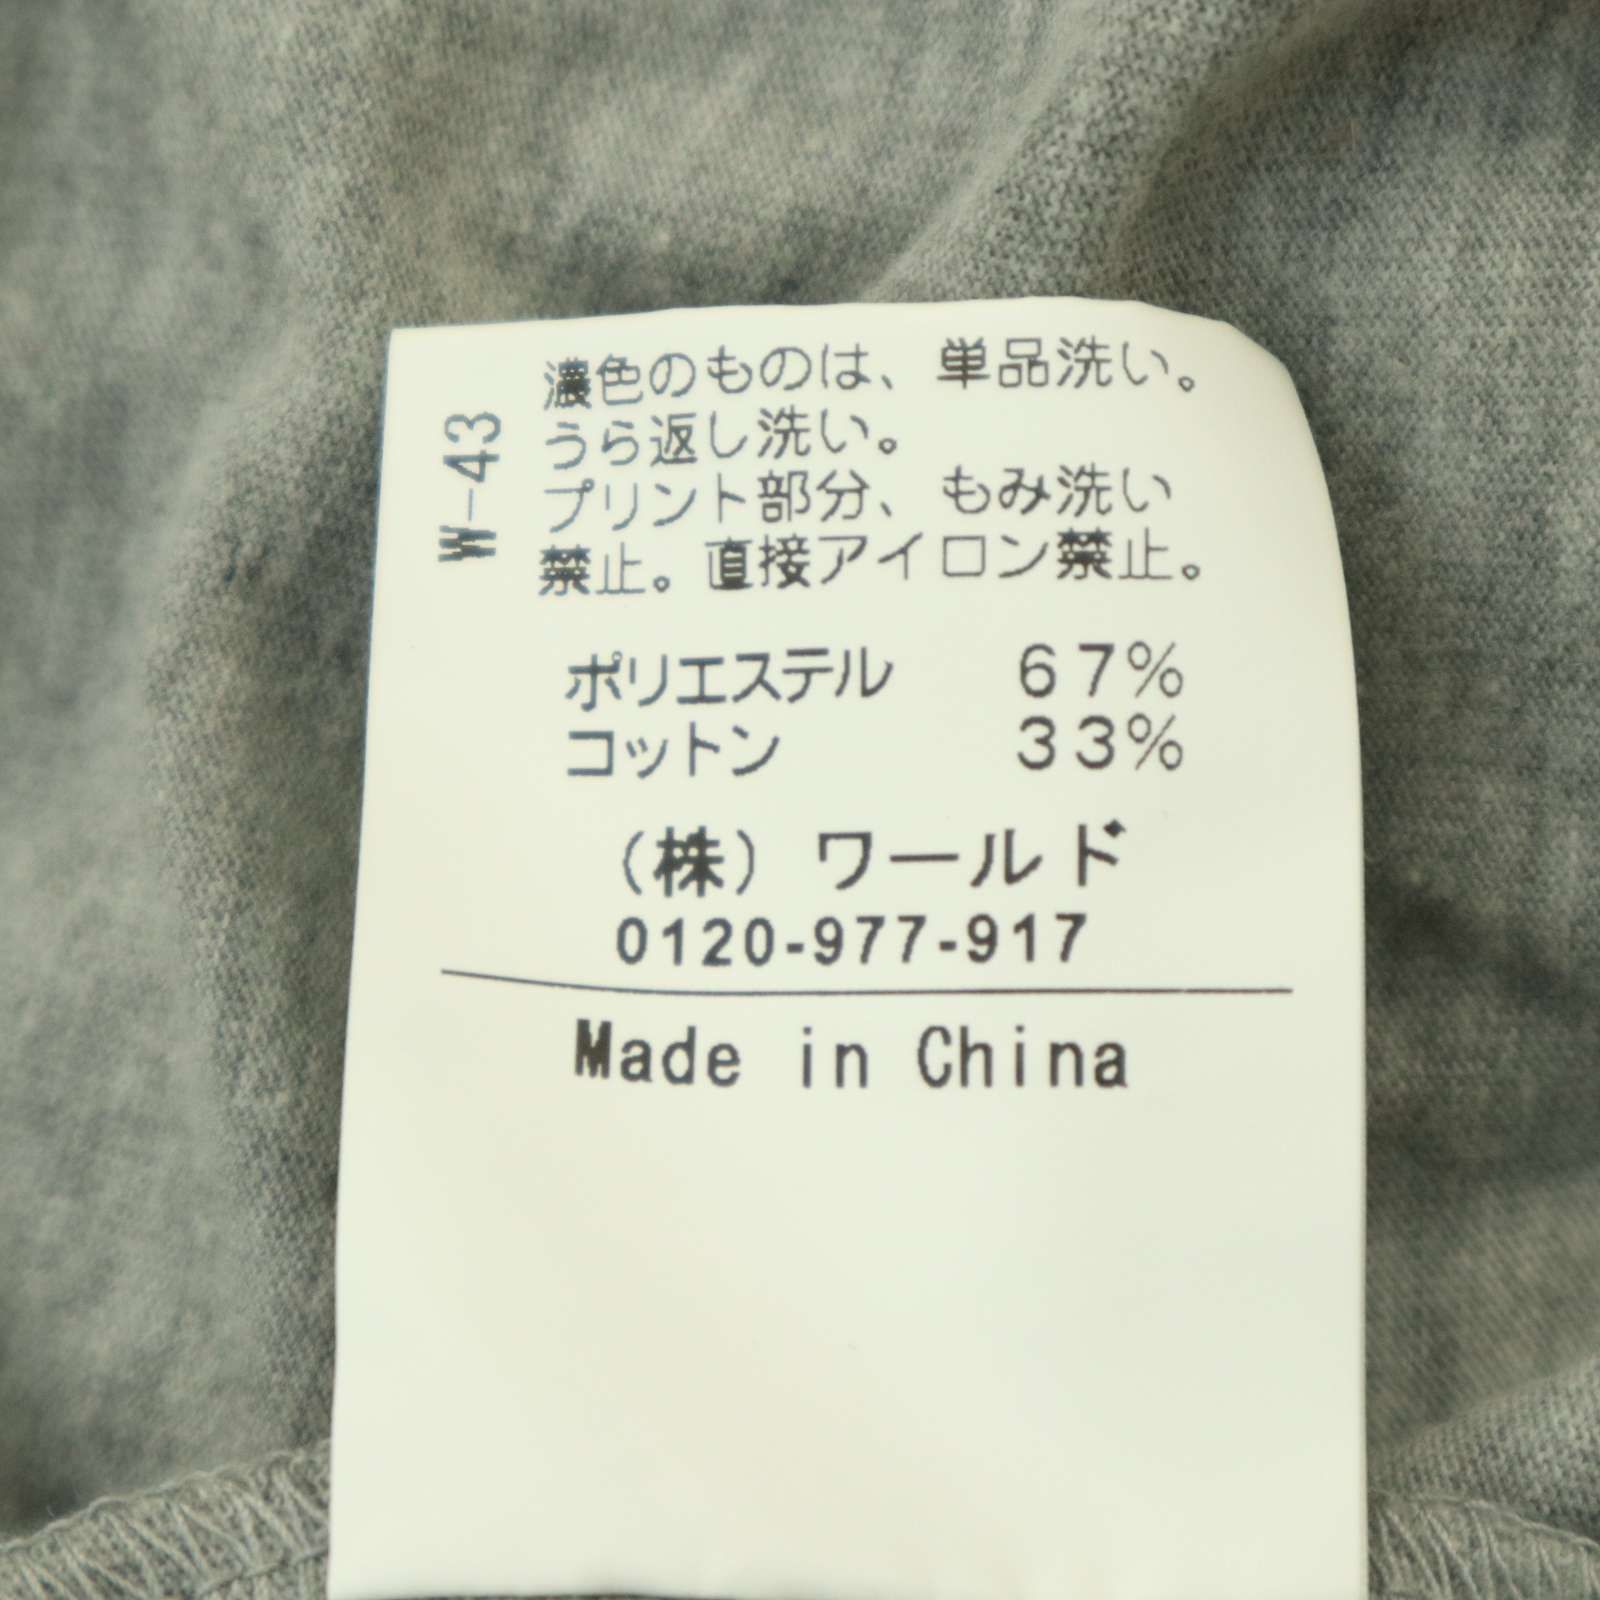 W-43
濃色のものは、単品洗い。
うら返し洗い。
プリント部分、もみ洗い
禁止。直接アイロン禁止。
ポリエステル 67%
コットン 33%
(株) ワールド
0120-977-917
Made in China